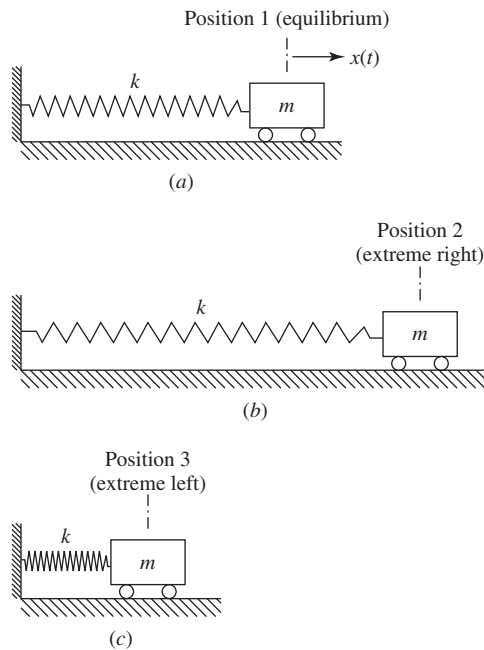 Position 1 (equilibrium)
x(t)
k
m
(a)
Position 2
(extreme right)
k
m
(b)
Position 3
(extreme left)
k
m
(c)